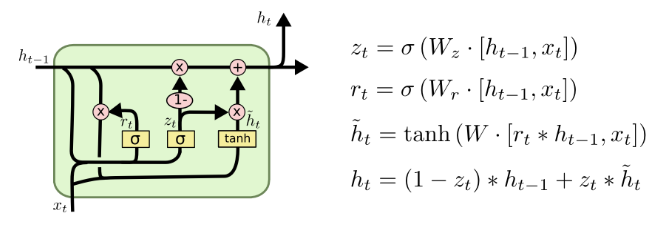 h_t
h_{t-1}
x
+
1-
x
r_t
z_t
x
h̃_t
σ
σ
tanh
x_t
z_t = σ (W_z · [h_{t-1}, x_t])
r_t = σ (W_r · [h_{t-1}, x_t])
h̃_t = tanh (W · [r_t * h_{t-1}, x_t])
h_t = (1 − z_t) * h_{t-1} + z_t * h̃_t